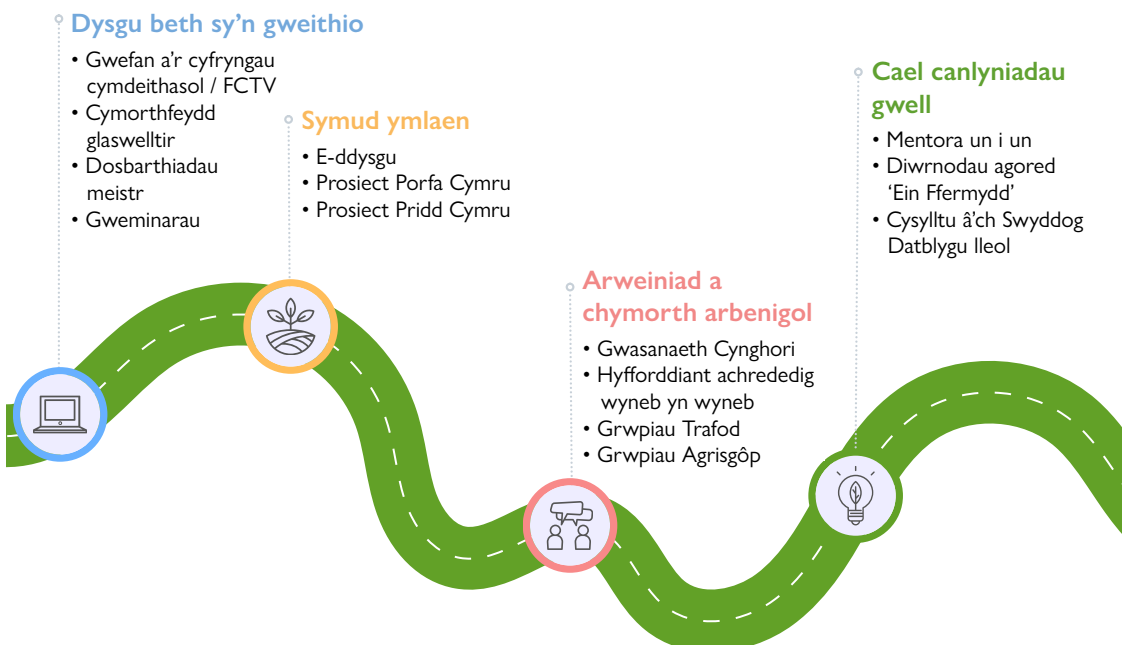 Dysgu beth sy’n gweithio
• Gwefan a’r cyfryngau
cymdeithasol / FCTV
• Cymorthfeydd
glaswelltir
• Dosbarthiadau
meistr
• Gweminarau
Symud ymlaen
• E-ddysgu
• Prosiect Porfa Cymru
• Prosiect Pridd Cymru
Arweiniad a
chymorth arbenigol
• Gwasanaeth Cynghori
• Hyfforddiant achrededig
wyneb yn wyneb
• Grwpiau Trafod
• Grwpiau Agrisgôp
Cael canlyniadau
gwell
• Mentora un i un
• Diwrnodau agored
‘Ein Ffermydd’
• Cysylltu â’ch Swyddog
Datblygu lleol